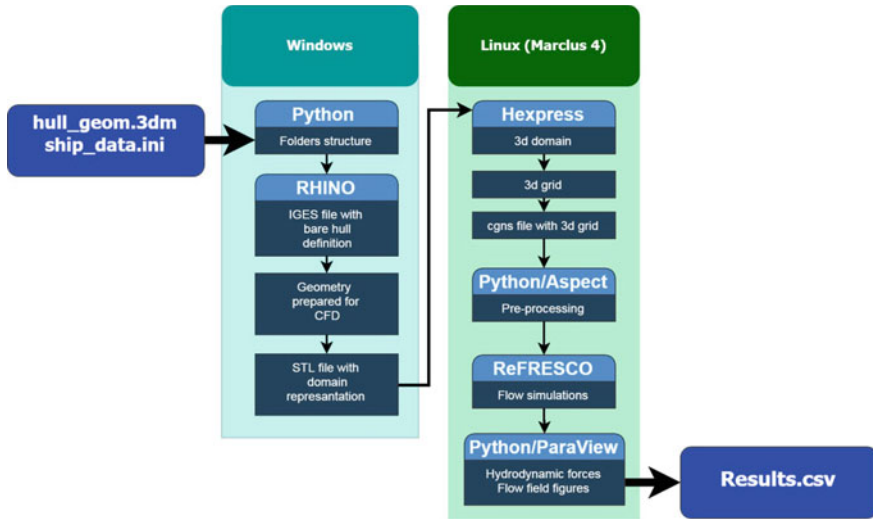 Windows
Linux (Marclus 4)
hull_geom.3dm
ship_data.ini
Python
Folders structure
RHINO
IGES file with
bare hull
definition
Geometry
prepared for
CFD
STL file with
domain
represantation
Hexpress
3d domain
3d grid
cgns file with 3d grid
Python/Aspect
Pre-processing
ReFRESCO
Flow simulations
Python/ParaView
Hydrodynamic forces
Flow field figures
Results.csv